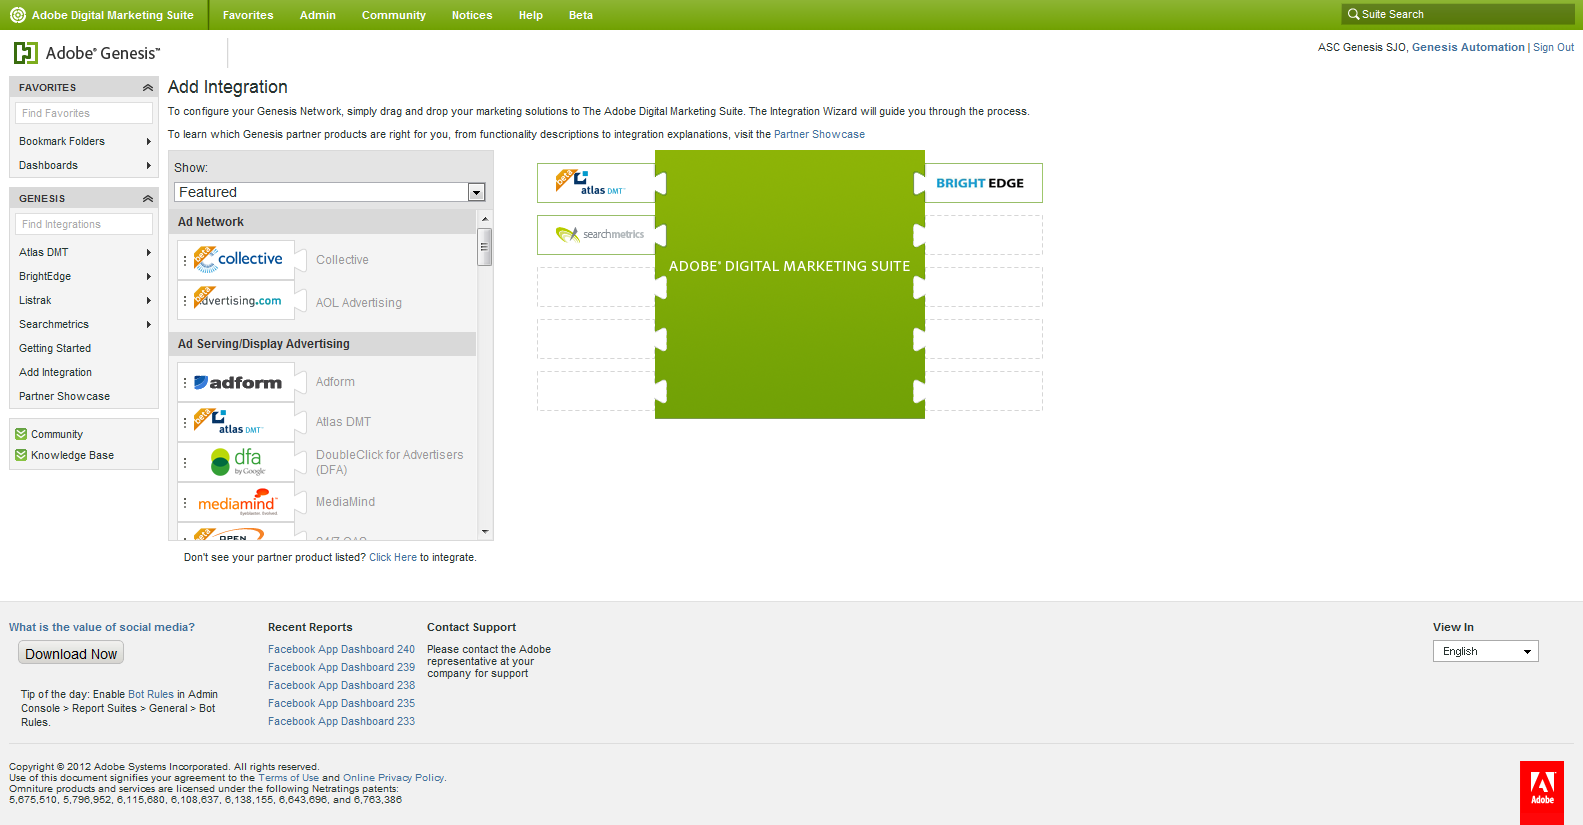 Adobe Digital Marketing Suite
Favorites
Admin
Community
Notices
Help
Beta
Suite Search
Adobe® Genesis™
ASC Genesis SJO, Genesis Automation | Sign Out
FAVORITES
Find Favorites
Bookmark Folders
Dashboards
GENESIS
Find Integrations
Atlas DMT
BrightEdge
Listrak
Searchmetrics
Getting Started
Add Integration
Partner Showcase
Community
Knowledge Base
Add Integration
To configure your Genesis Network, simply drag and drop your marketing solutions to The Adobe Digital Marketing Suite. The Integration Wizard will guide you through the process.
To learn which Genesis partner products are right for you, from functionality descriptions to integration explanations, visit the Partner Showcase
Show:
Featured
Ad Network
beta collective
Collective
beta advertising.com
AOL Advertising
Ad Serving/Display Advertising
adform
Adform
beta atlas DMT™
Atlas DMT
dfa
by Google
DoubleClick for Advertisers
(DFA)
mediamind
MediaMind
beta OPEN
24/7 OAS
Don't see your partner product listed? Click Here to integrate.
beta atlas DMT™
searchmetrics
ADOBE® DIGITAL MARKETING SUITE
BRIGHT EDGE
What is the value of social media?
Download Now
Tip of the day: Enable Bot Rules in Admin
Console > Report Suites > General > Bot
Rules.
Recent Reports
Facebook App Dashboard 240
Facebook App Dashboard 239
Facebook App Dashboard 238
Facebook App Dashboard 235
Facebook App Dashboard 233
Contact Support
Please contact the Adobe
representative at your
company for support
View In
English
Copyright © 2012 Adobe Systems Incorporated. All rights reserved.
Use of this document signifies your agreement to the Terms of Use and Online Privacy Policy.
Omniture products and services are licensed under the following Netratings patents:
5,675,510, 5,796,952, 6,115,680, 6,108,637, 6,138,155, 6,643,696, and 6,763,386
Adobe